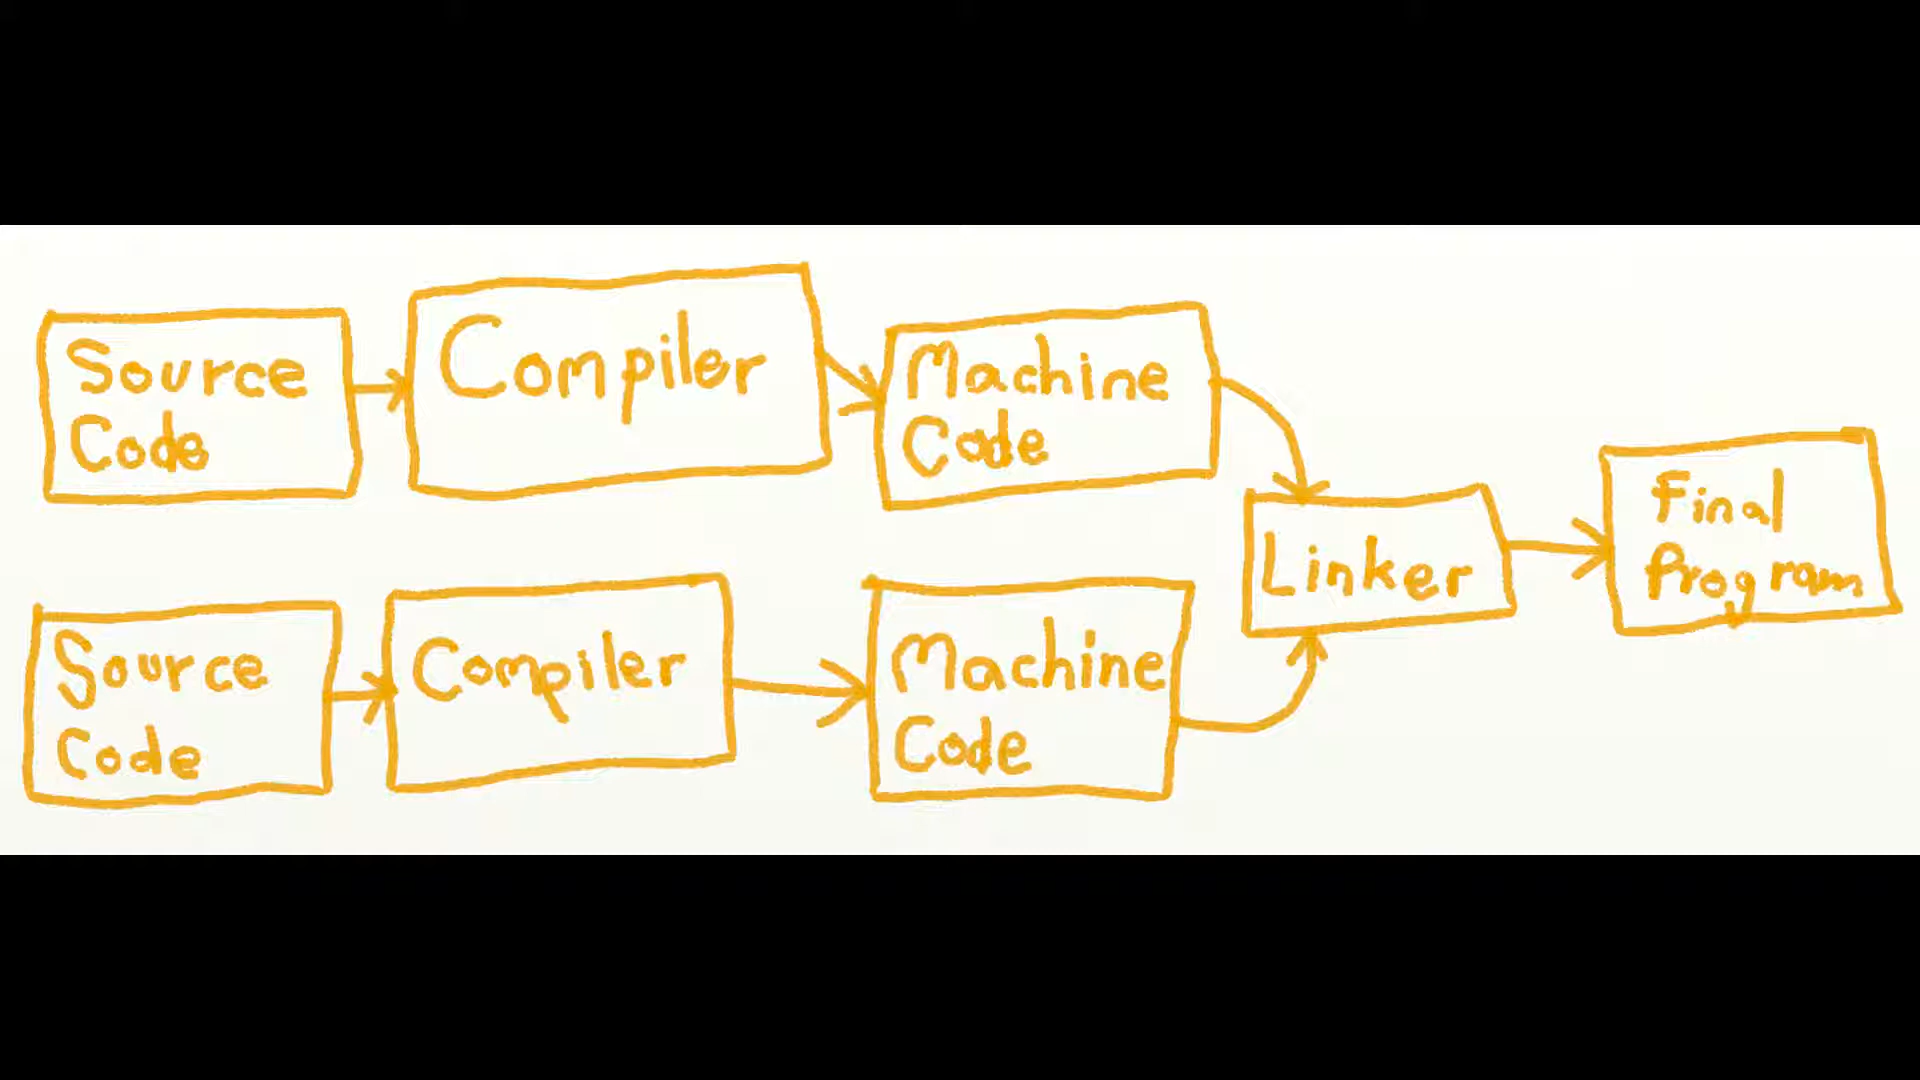 Source
Code
Compiler
Machine
Code
Linker
Final
Program
Source
Code
Compiler
Machine
Code